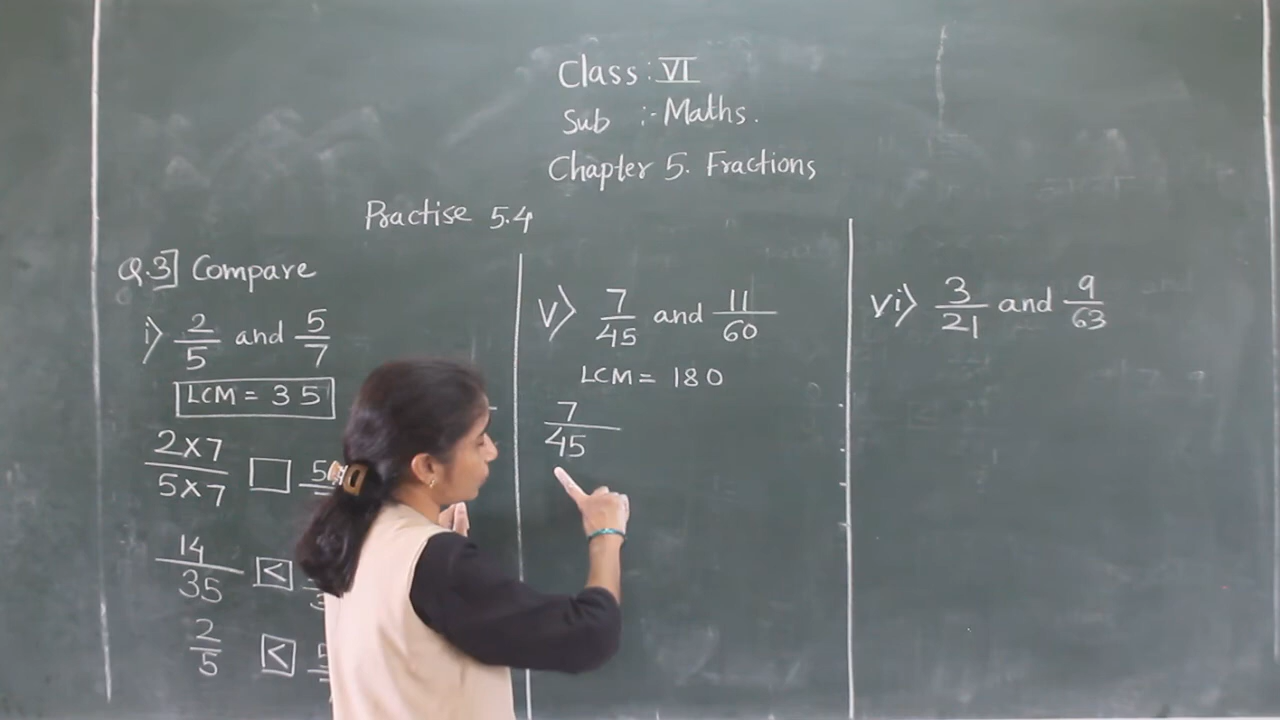 Class : VI
Sub :- Maths.
Chapter 5. Fractions
Practise 5.4
Q.3] Compare
i) 2/5 and 5/7
LCM = 35
2×7/5×7 □ 5
14/35 <
2/5 <
v) 7/45 and 11/60
LCM = 180
7/45
vi) 3/21 and 9/63